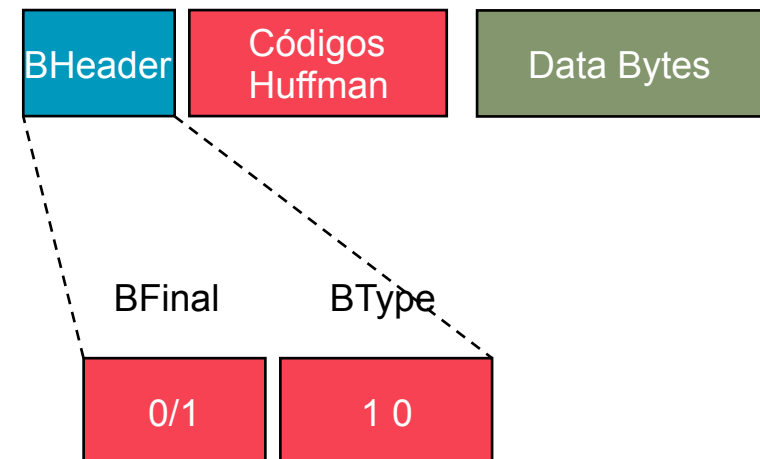 BHeader
Códigos
Huffman
Data Bytes
BFinal
BType
0/1
1 0